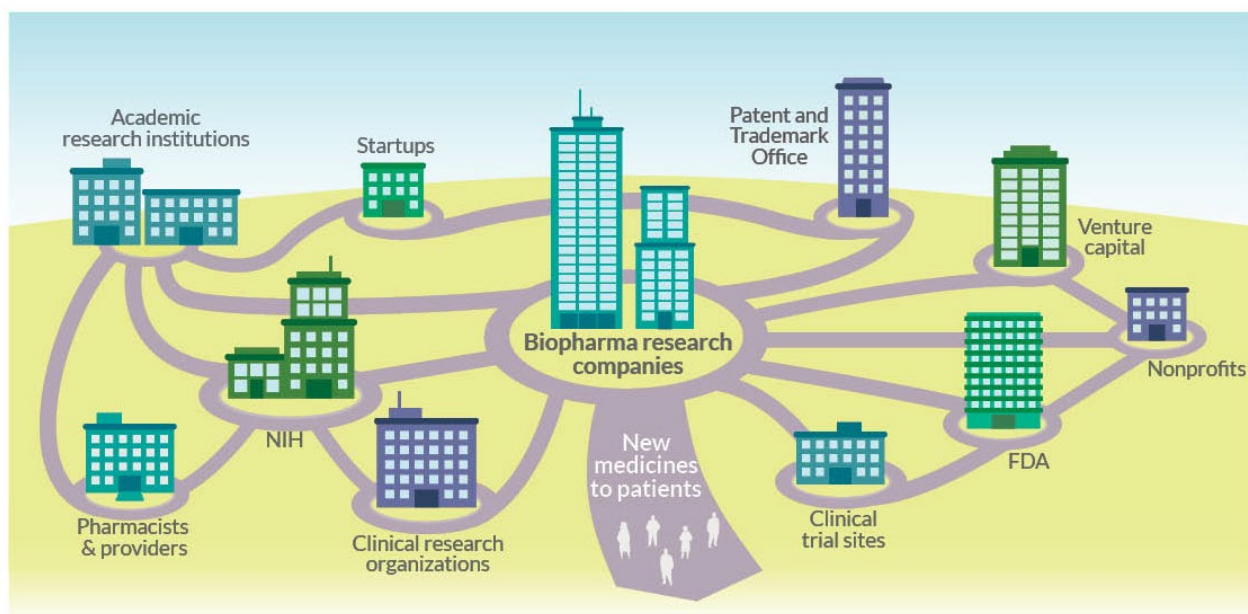 Academic
research institutions
Startups
Patent and
Trademark
Office
Venture
capital
Biopharma research
companies
Nonprofits
NIH
New
medicines
to patients
FDA
Pharmacists
& providers
Clinical research
organizations
Clinical
trial sites